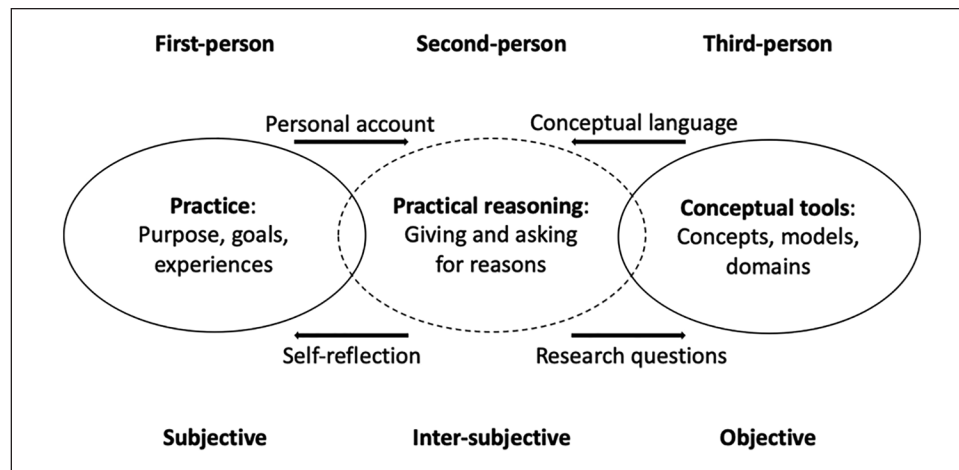 First-person
Second-person
Third-person
Personal account
Conceptual language
Practice:
Purpose, goals,
experiences
Practical reasoning:
Giving and asking
for reasons
Conceptual tools:
Concepts, models,
domains
Self-reflection
Research questions
Subjective
Inter-subjective
Objective